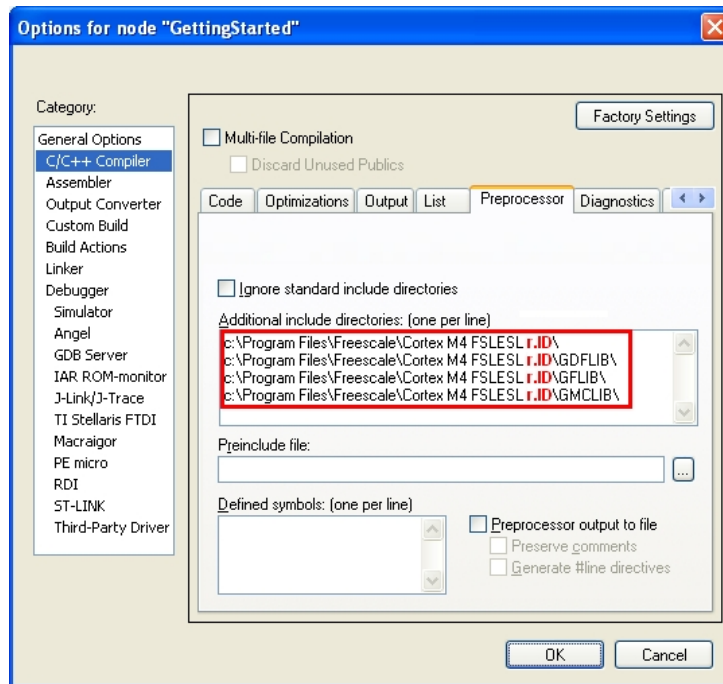 Options for node "GettingStarted"
Category:
General Options
C/C++ Compiler
Assembler
Output Converter
Custom Build
Build Actions
Linker
Debugger
Simulator
Angel
GDB Server
IAR ROM-monitor
J-Link/J-Trace
TI Stellaris FTDI
Macraigor
PE micro
RDI
ST-LINK
Third-Party Driver
Factory Settings
Multi-file Compilation
Discard Unused Publics
Code Optimizations Output List Preprocessor Diagnostics
Ignore standard include directories
Additional include directories: (one per line)
c:\Program Files\Freescale\Cortex M4 FSLESL r.ID\
c:\Program Files\Freescale\Cortex M4 FSLESL r.ID\GDFLIB\
c:\Program Files\Freescale\Cortex M4 FSLESL r.ID\GFLIB\
c:\Program Files\Freescale\Cortex M4 FSLESL r.ID\GMCLIB\
Preinclude file:
...
Defined symbols: (one per line)
Preprocessor output to file
Preserve comments
Generate #line directives
OK Cancel